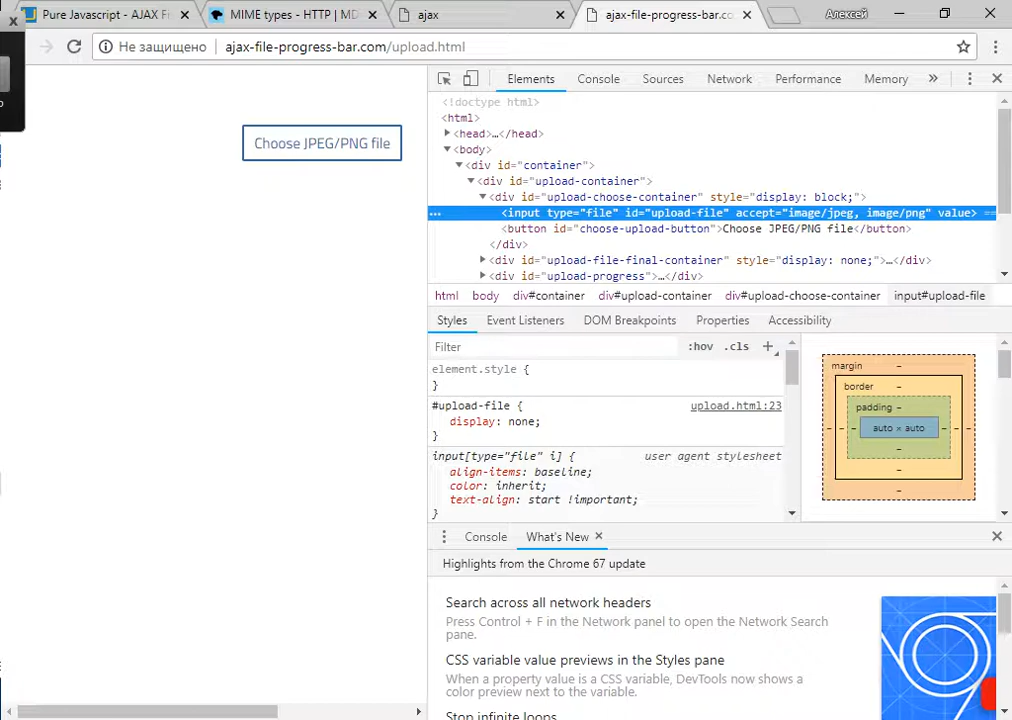 Pure Javascript - AJAX Fi
MIME types - HTTP | MD
ajax
ajax-file-progress-bar.co
Алексей
Не защищено
ajax-file-progress-bar.com/upload.html
Choose JPEG/PNG file
Elements
Console
Sources
Network
Performance
Memory
»
<!doctype html>
<html>
<head>…</head>
<body>
<div id="container">
<div id="upload-container">
<div id="upload-choose-container" style="display: block;">
… <input type="file" id="upload-file" accept="image/jpeg, image/png" value> ==
<button id="choose-upload-button">Choose JPEG/PNG file</button>
</div>
<div id="upload-file-final-container" style="display: none;">…</div>
<div id="upload-progress">…</div>
html body div#container div#upload-container div#upload-choose-container input#upload-file
Styles
Event Listeners
DOM Breakpoints
Properties
Accessibility
Filter
:hov .cls +
element.style {
}
#upload-file {
upload.html:23
display: none;
}
input[type="file" i] {
user agent stylesheet
align-items: baseline;
color: inherit;
text-align: start !important;
}
margin –
border –
padding –
– – – auto × auto – – –
–
–
–
Console
What's New
Highlights from the Chrome 67 update
Search across all network headers
Press Control + F in the Network panel to open the Network Search
pane.
CSS variable value previews in the Styles pane
When a property value is a CSS variable, DevTools now shows a
color preview next to the variable.
Stop infinite loops